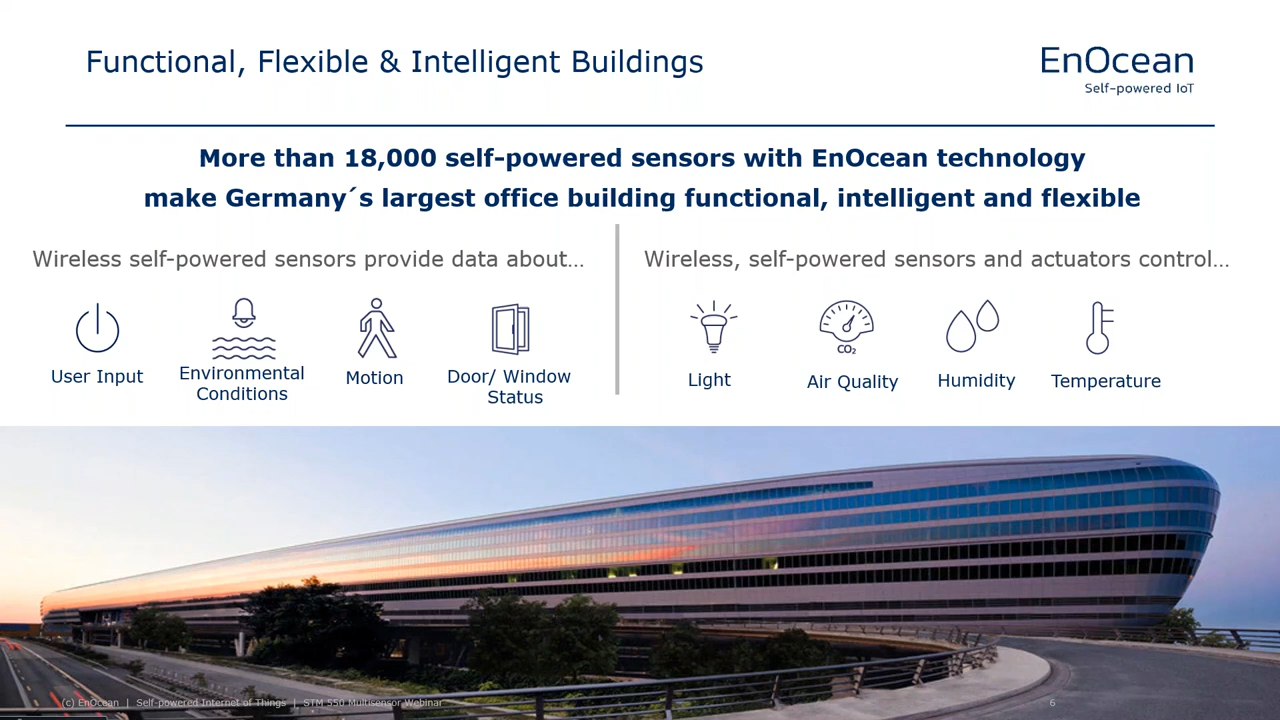 Functional, Flexible & Intelligent Buildings
EnOcean
Self-powered IoT
More than 18,000 self-powered sensors with EnOcean technology
make Germany´s largest office building functional, intelligent and flexible
Wireless self-powered sensors provide data about…
User Input
Environmental
Conditions
Motion
Door/ Window
Status
Wireless, self-powered sensors and actuators control…
Light
CO₂
Air Quality
Humidity
Temperature
(c) EnOcean | Self-powered Internet of Things | STM 550 Multisensor Webinar
6